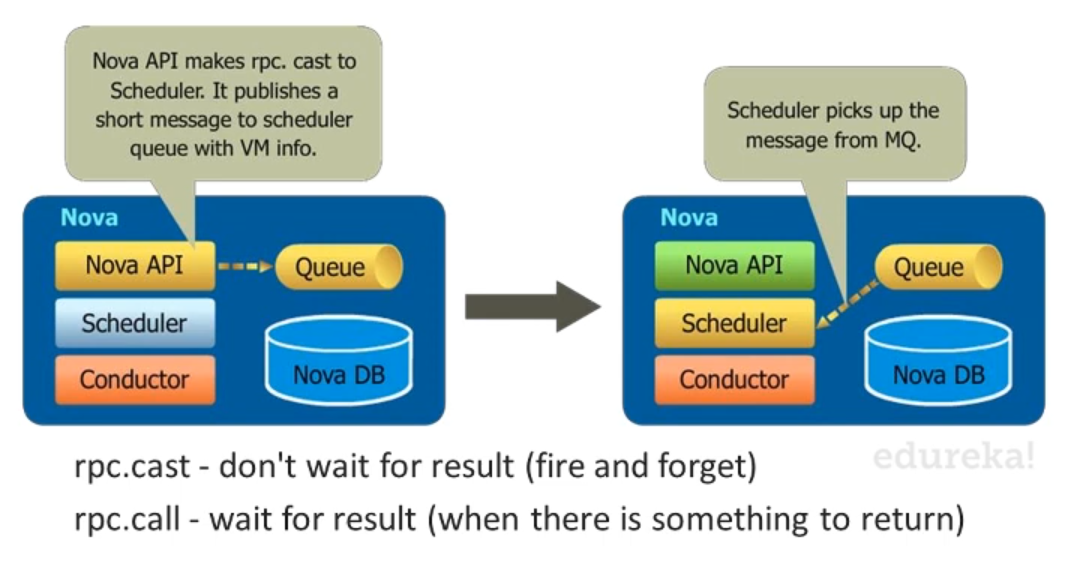 Nova API makes rpc. cast to
Scheduler. It publishes a
short message to scheduler
queue with VM info.
Scheduler picks up the
message from MQ.
Nova
Nova API
Queue
Scheduler
Nova DB
Conductor
Nova
Nova API
Queue
Scheduler
Nova DB
Conductor
edureka!
rpc.cast - don't wait for result (fire and forget)
rpc.call - wait for result (when there is something to return)